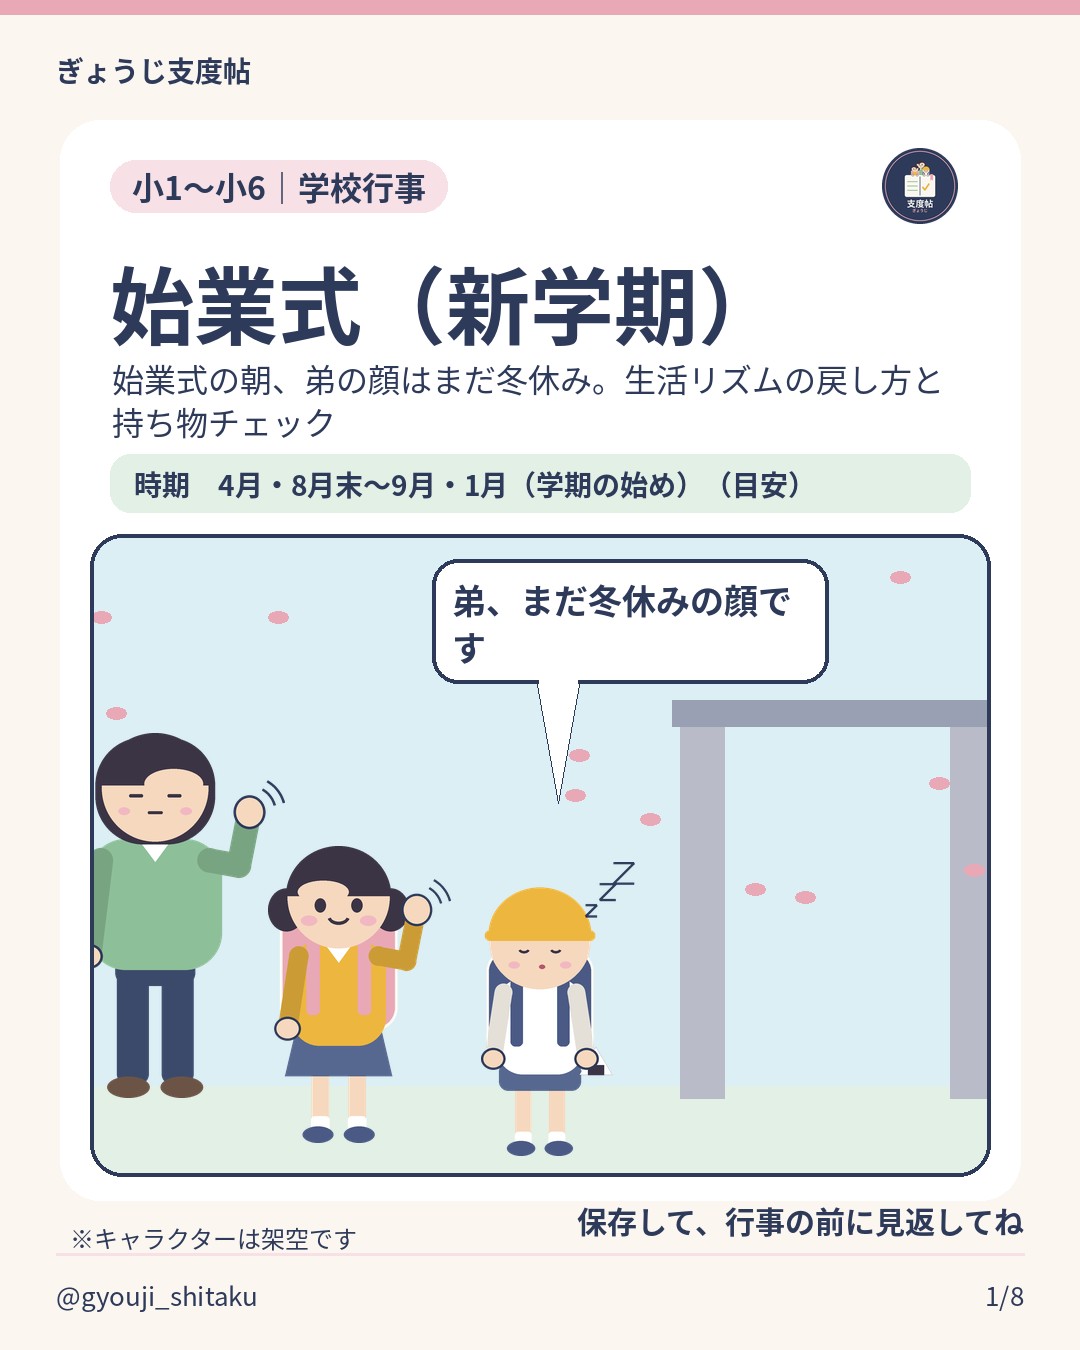 ぎょうじ支度帖
小1〜小6｜学校行事
支度帖
ぎょうじ
始業式（新学期）
始業式の朝、弟の顔はまだ冬休み。生活リズムの戻し方と
持ち物チェック
時期　4月・8月末〜9月・1月（学期の始め）（目安）
弟、まだ冬休みの顔で
す
z
Z
Z
保存して、行事の前に見返してね
※キャラクターは架空です
@gyouji_shitaku
1/8